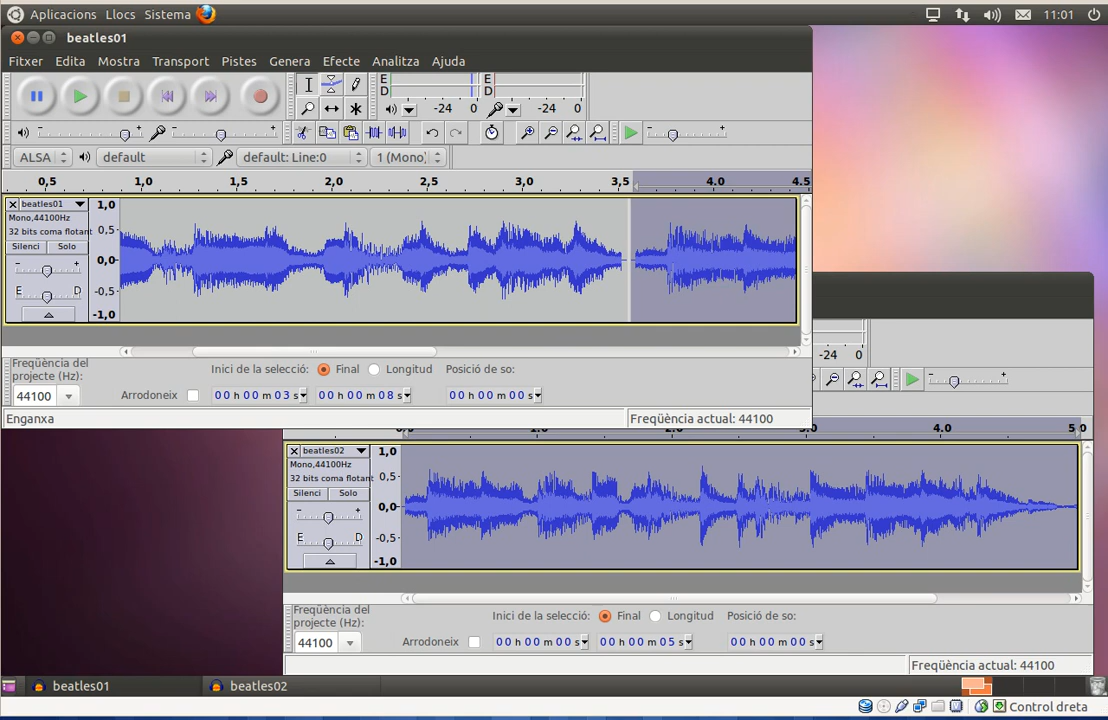 Aplicacions Llocs Sistema 11:01
beatles01
Fitxer Edita Mostra Transport Pistes Genera Efecte Analitza Ajuda
E E
D D
-24 0 -24 0
- + - + - +
ALSA default default: Line:0 1 (Mono)
0,5 1,0 1,5 2,0 2,5 3,0 3,5 4.0 4.5
beatles01
Mono,44100Hz
32 bits coma flotant
Silenci Solo
- +
E D
1,0
0,5
0,0
-0,5
-1,0
Freqüència del
projecte (Hz):
44100
Arrodoneix
Inici de la selecció: Final Longitud Posició de so:
00 h 00 m 03 s 00 h 00 m 08 s 00 h 00 m 00 s
Enganxa Freqüència actual: 44100
-24 0
- +
4.0 5 0
beatles02
Mono,44100Hz
32 bits coma flotant
Silenci Solo
- +
E D
1,0
0,5
0,0
-0,5
-1,0
Freqüència del
projecte (Hz):
44100
Arrodoneix
Inici de la selecció: Final Longitud Posició de so:
00 h 00 m 00 s 00 h 00 m 05 s 00 h 00 m 00 s
Freqüència actual: 44100
beatles01 beatles02
Control dreta